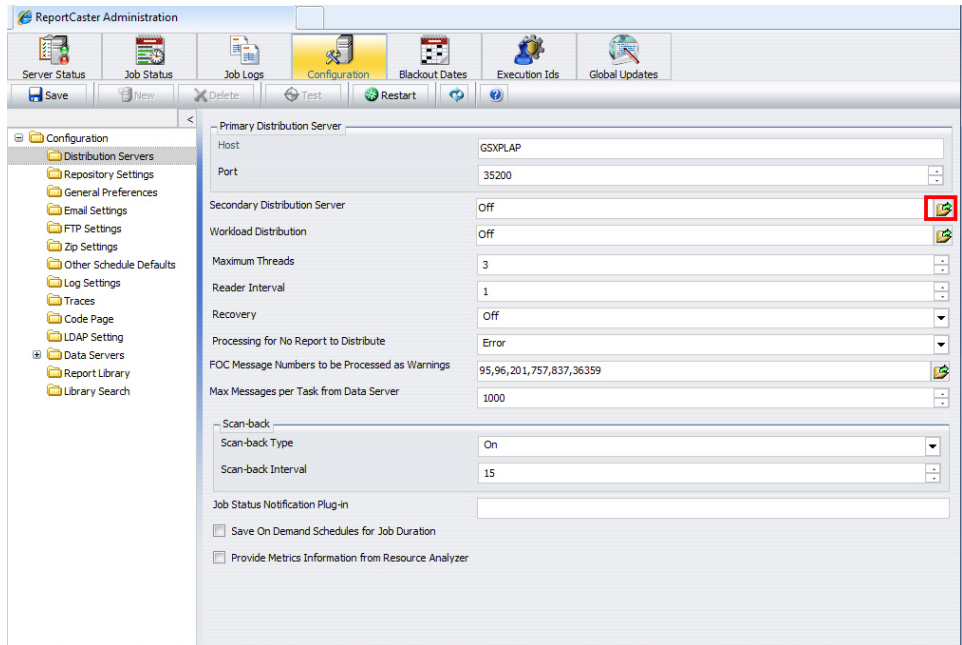 ReportCaster Administration
Server Status Job Status Job Logs Configuration Blackout Dates Execution Ids Global Updates
Save New Delete Test Restart
<
Configuration
Distribution Servers
Repository Settings
General Preferences
Email Settings
FTP Settings
Zip Settings
Other Schedule Defaults
Log Settings
Traces
Code Page
LDAP Setting
Data Servers
Report Library
Library Search
Primary Distribution Server
Host GSXPLAP
Port 35200
Secondary Distribution Server Off
Workload Distribution Off
Maximum Threads 3
Reader Interval 1
Recovery Off
Processing for No Report to Distribute Error
FOC Message Numbers to be Processed as Warnings 95,96,201,757,837,36359
Max Messages per Task from Data Server 1000
Scan-back
Scan-back Type On
Scan-back Interval 15
Job Status Notification Plug-in
Save On Demand Schedules for Job Duration
Provide Metrics Information from Resource Analyzer